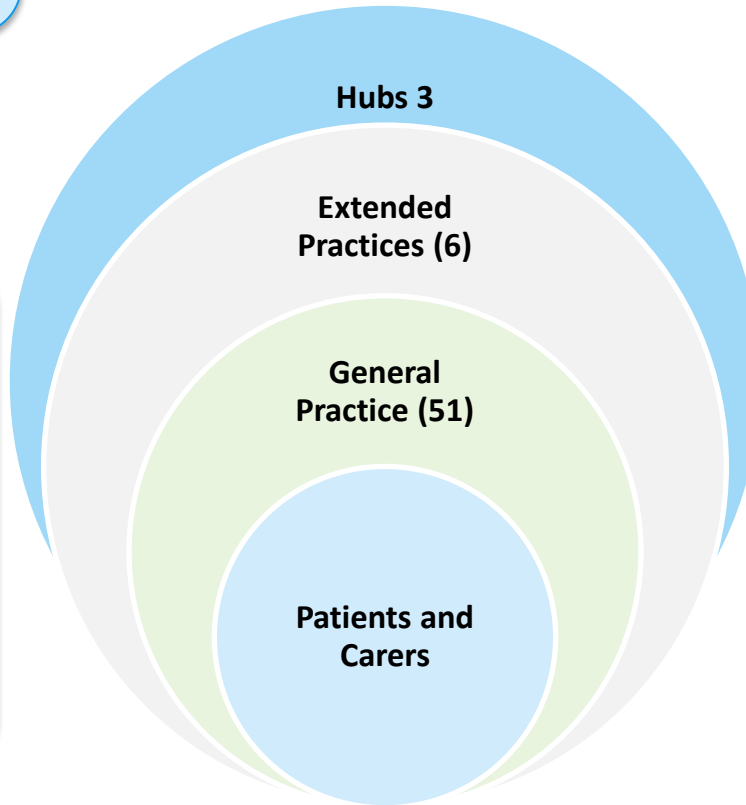 Hubs 3
Extended
Practices (6)
General
Practice (51)
Patients and
Carers